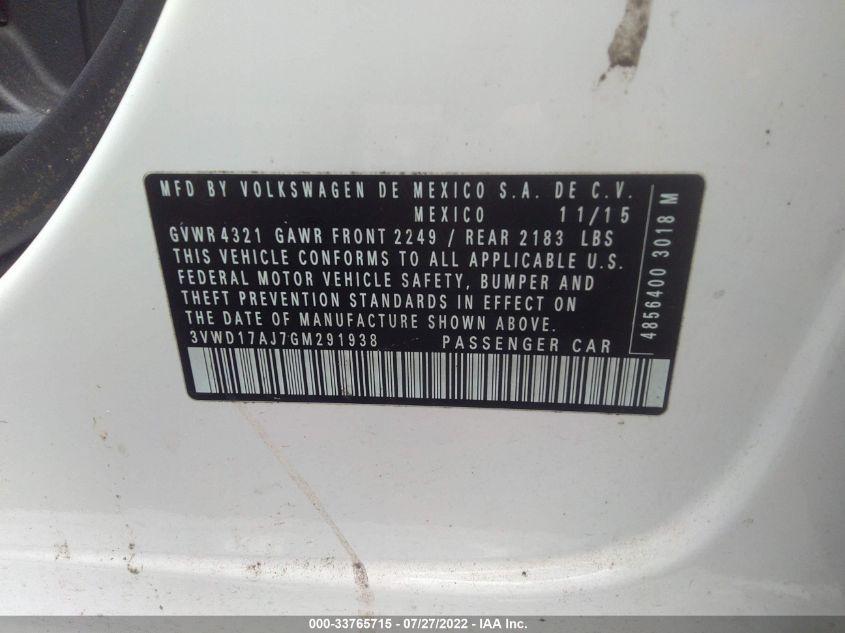 MFD BY VOLKSWAGEN DE MEXICO S.A. DE C.V.
MEXICO 11/15
GVWR 4321 GAWR FRONT 2249 / REAR 2183 LBS
THIS VEHICLE CONFORMS TO ALL APPLICABLE U.S.
FEDERAL MOTOR VEHICLE SAFETY, BUMPER AND
THEFT PREVENTION STANDARDS IN EFFECT ON
THE DATE OF MANUFACTURE SHOWN ABOVE.
3VWD17AJ7GM291938 PASSENGER CAR
4856400 3018 M
000-33765715 - 07/27/2022 - IAA Inc.